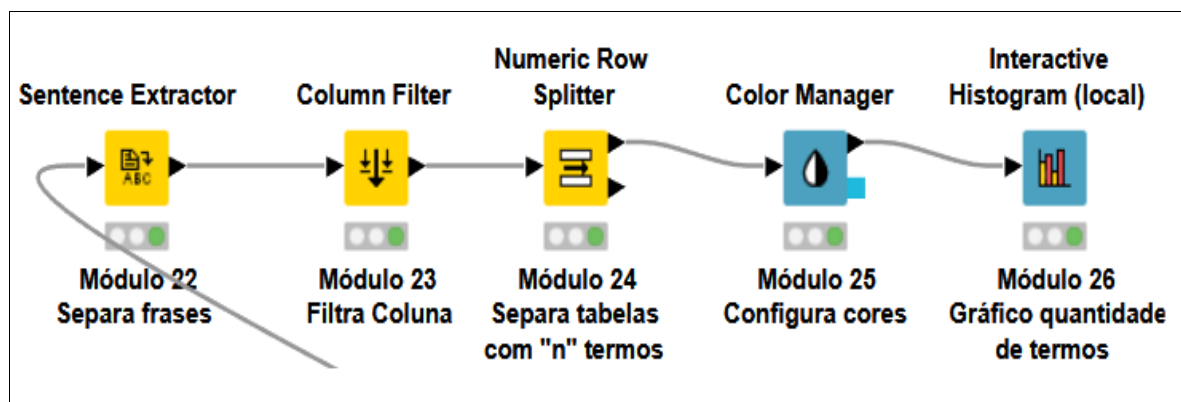 Sentence Extractor
Column Filter
Numeric Row
Splitter
Color Manager
Interactive
Histogram (local)
ABC
Módulo 22
Separa frases
Módulo 23
Filtra Coluna
Módulo 24
Separa tabelas
com "n" termos
Módulo 25
Configura cores
Módulo 26
Gráfico quantidade
de termos